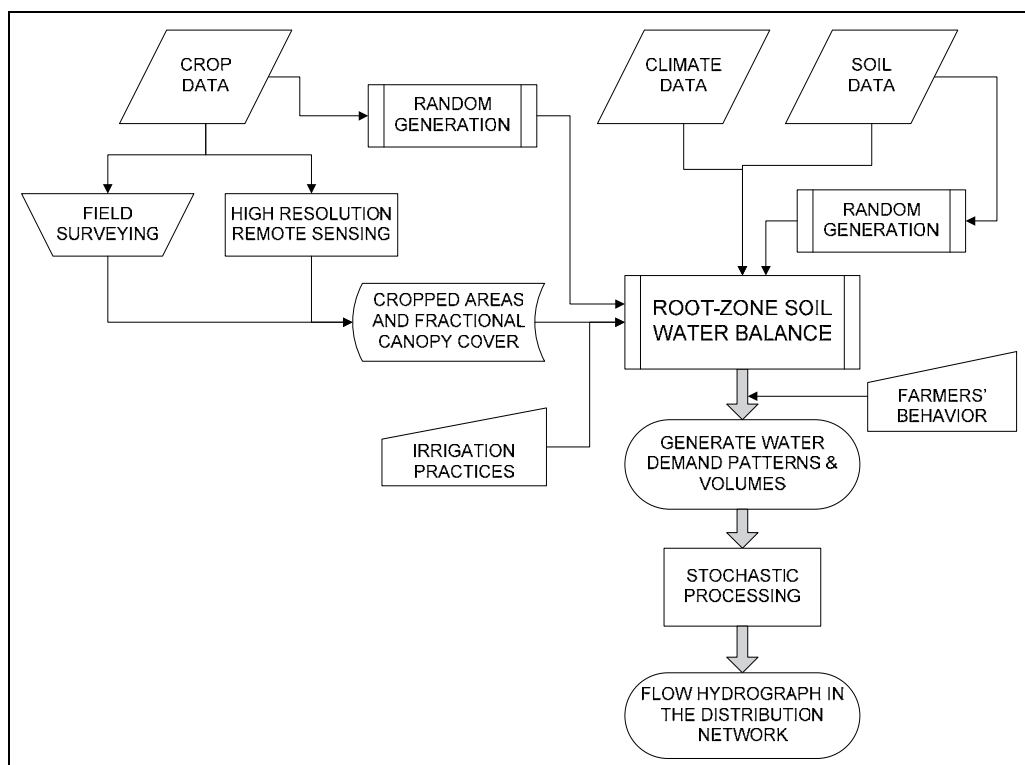 CROP
DATA
CLIMATE
DATA
SOIL
DATA
RANDOM
GENERATION
FIELD
SURVEYING
HIGH RESOLUTION
REMOTE SENSING
RANDOM
GENERATION
CROPPED AREAS
AND FRACTIONAL
CANOPY COVER
ROOT-ZONE SOIL
WATER BALANCE
FARMERS'
BEHAVIOR
IRRIGATION
PRACTICES
GENERATE WATER
DEMAND PATTERNS &
VOLUMES
STOCHASTIC
PROCESSING
FLOW HYDROGRAPH IN
THE DISTRIBUTION
NETWORK